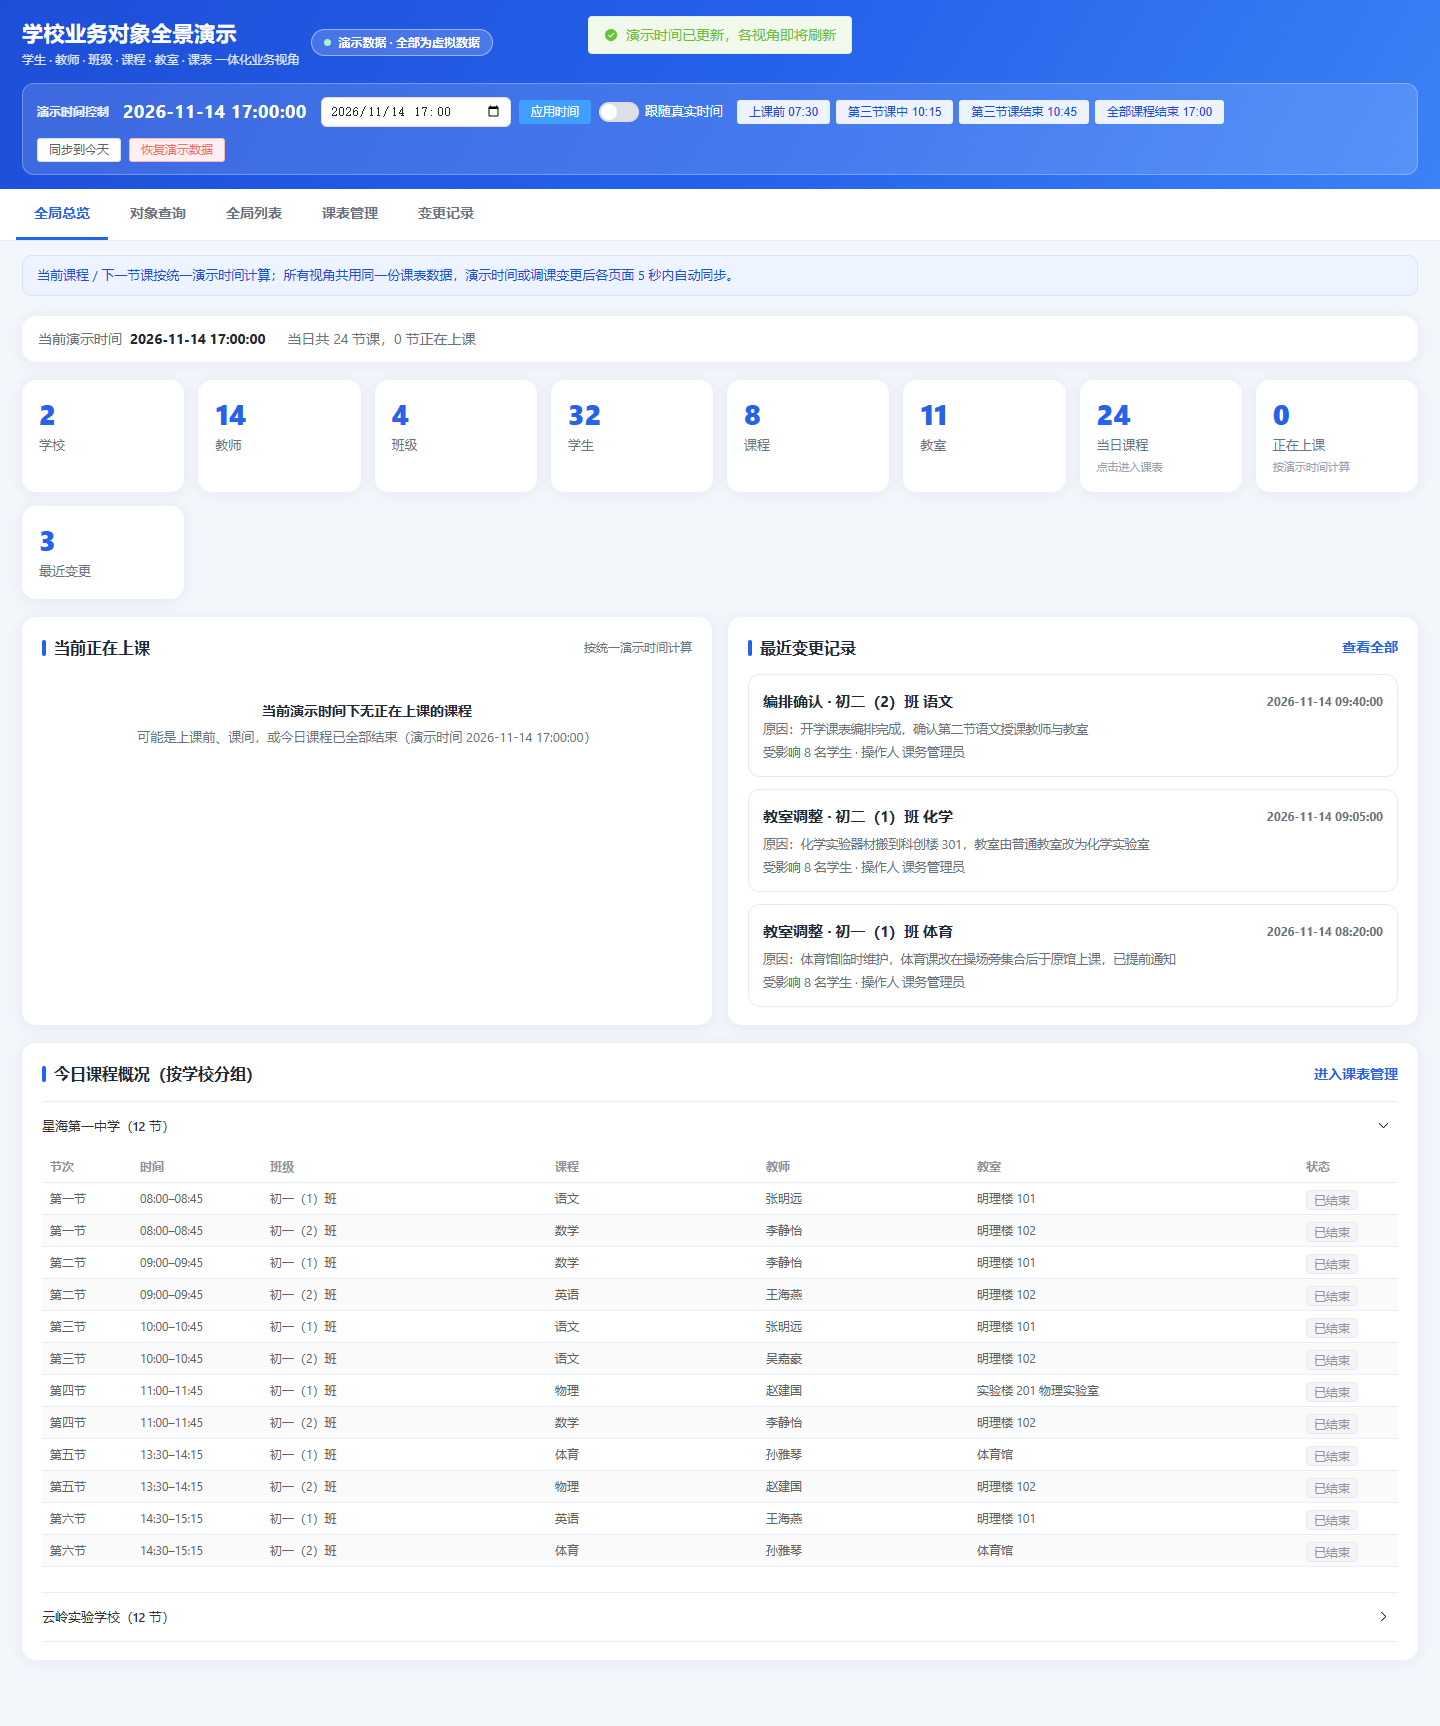 学校业务对象全景演示
学生 · 教师 · 班级 · 课程 · 教室 · 课表 一体化业务视角
演示数据 · 全部为虚拟数据
演示时间已更新，各视角即将刷新
演示时间控制 2026-11-14 17:00:00 2026/11/14 17:00 应用时间 跟随真实时间 上课前 07:30 第三节课中 10:15 第三节课结束 10:45 全部课程结束 17:00
同步到今天 恢复演示数据
全局总览 对象查询 全局列表 课表管理 变更记录
当前课程 / 下一节课按统一演示时间计算；所有视角共用同一份课表数据，演示时间或调课变更后各页面 5 秒内自动同步。
当前演示时间 2026-11-14 17:00:00 当日共 24 节课，0 节正在上课
2 14 4 32 8 11 24 0
学校 教师 班级 学生 课程 教室 当日课程 正在上课
点击进入课表 按演示时间计算
3
最近变更
当前正在上课 按统一演示时间计算
当前演示时间下无正在上课的课程
可能是上课前、课间，或今日课程已全部结束（演示时间 2026-11-14 17:00:00）
最近变更记录 查看全部
编排确认 · 初二（2）班 语文 2026-11-14 09:40:00
原因：开学课表编排完成，确认第二节语文授课教师与教室
受影响 8 名学生 · 操作人 课务管理员
教室调整 · 初二（1）班 化学 2026-11-14 09:05:00
原因：化学实验器材搬到科创楼 301，教室由普通教室改为化学实验室
受影响 8 名学生 · 操作人 课务管理员
教室调整 · 初一（1）班 体育 2026-11-14 08:20:00
原因：体育馆临时维护，体育课改在操场旁集合后于原馆上课，已提前通知
受影响 8 名学生 · 操作人 课务管理员
今日课程概况（按学校分组） 进入课表管理
星海第一中学（12 节）
节次 时间 班级 课程 教师 教室 状态
第一节 08:00–08:45 初一（1）班 语文 张明远 明理楼 101 已结束
第一节 08:00–08:45 初一（2）班 数学 李静怡 明理楼 102 已结束
第二节 09:00–09:45 初一（1）班 数学 李静怡 明理楼 101 已结束
第二节 09:00–09:45 初一（2）班 英语 王海燕 明理楼 102 已结束
第三节 10:00–10:45 初一（1）班 语文 张明远 明理楼 101 已结束
第三节 10:00–10:45 初一（2）班 语文 吴嘉豪 明理楼 102 已结束
第四节 11:00–11:45 初一（1）班 物理 赵建国 实验楼 201 物理实验室 已结束
第四节 11:00–11:45 初一（2）班 数学 李静怡 明理楼 102 已结束
第五节 13:30–14:15 初一（1）班 体育 孙雅琴 体育馆 已结束
第五节 13:30–14:15 初一（2）班 物理 赵建国 明理楼 102 已结束
第六节 14:30–15:15 初一（1）班 英语 王海燕 明理楼 101 已结束
第六节 14:30–15:15 初一（2）班 体育 孙雅琴 体育馆 已结束
云岭实验学校（12 节）